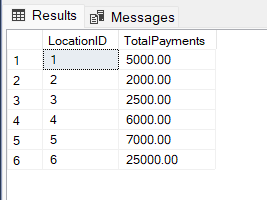 Results Messages
LocationID TotalPayments
1 1 5000.00
2 2 2000.00
3 3 2500.00
4 4 6000.00
5 5 7000.00
6 6 25000.00